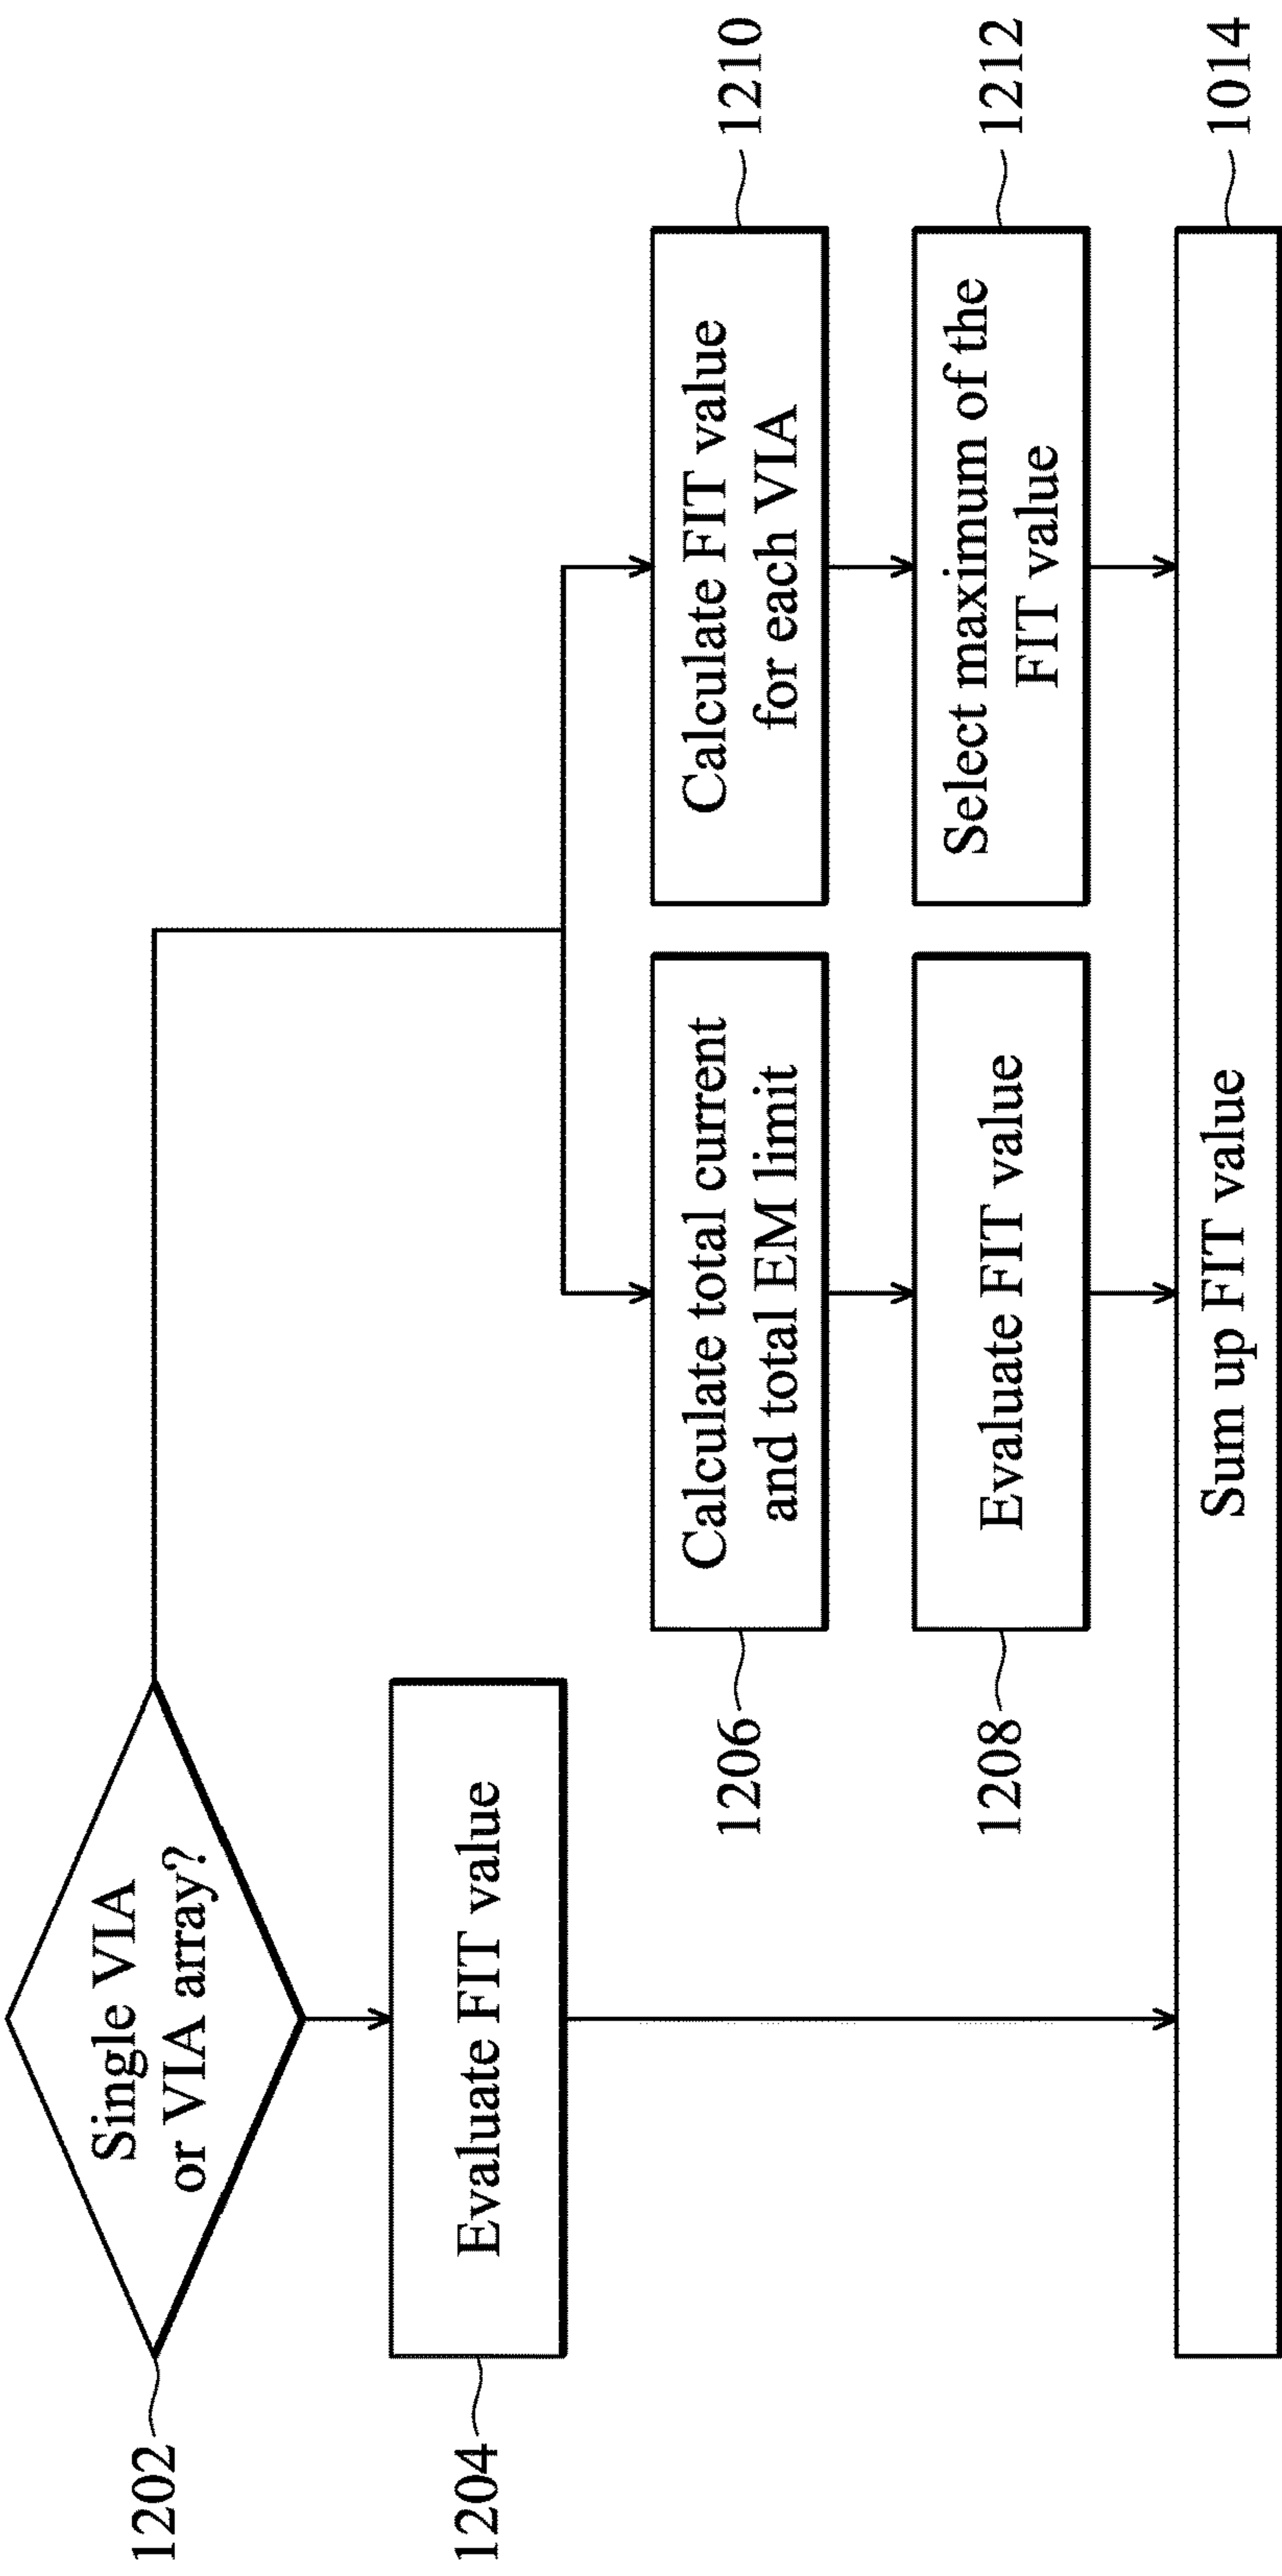 1202
Single VIA
or VIA array?
1204
Evaluate FIT value
1206
Calculate total current
and total EM limit
Calculate FIT value
for each VIA
1210
1208
Evaluate FIT value
Select maximum of the
FIT value
1212
Sum up FIT value
1014